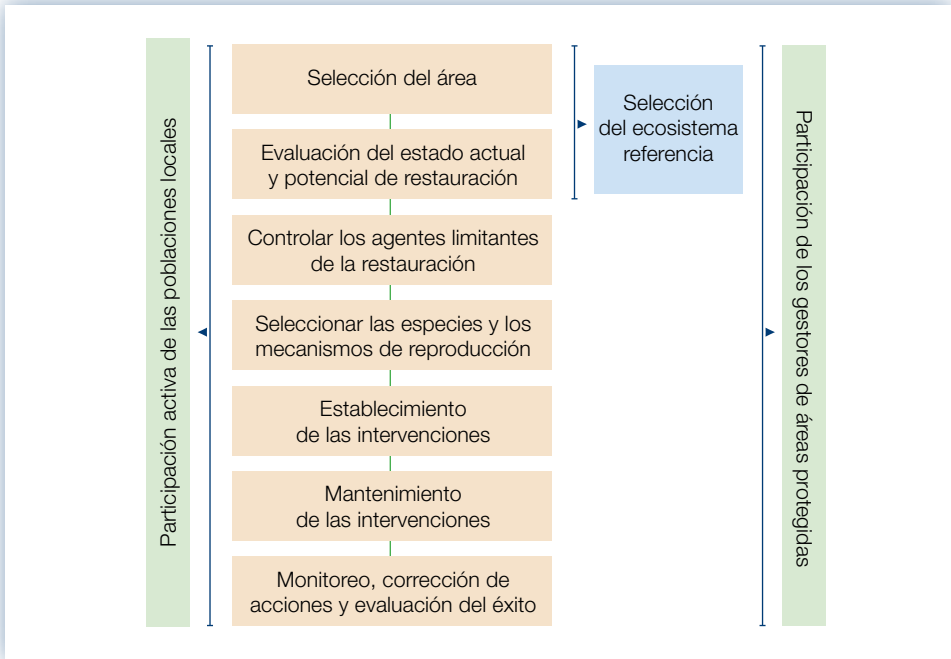 Participación activa de las poblaciones locales
Selección del área
Evaluación del estado actual
y potencial de restauración
Controlar los agentes limitantes
de la restauración
Seleccionar las especies y los
mecanismos de reproducción
Establecimiento
de las intervenciones
Mantenimiento
de las intervenciones
Monitoreo, corrección de
acciones y evaluación del éxito
Selección
del ecosistema
referencia
Participación de los gestores de áreas protegidas